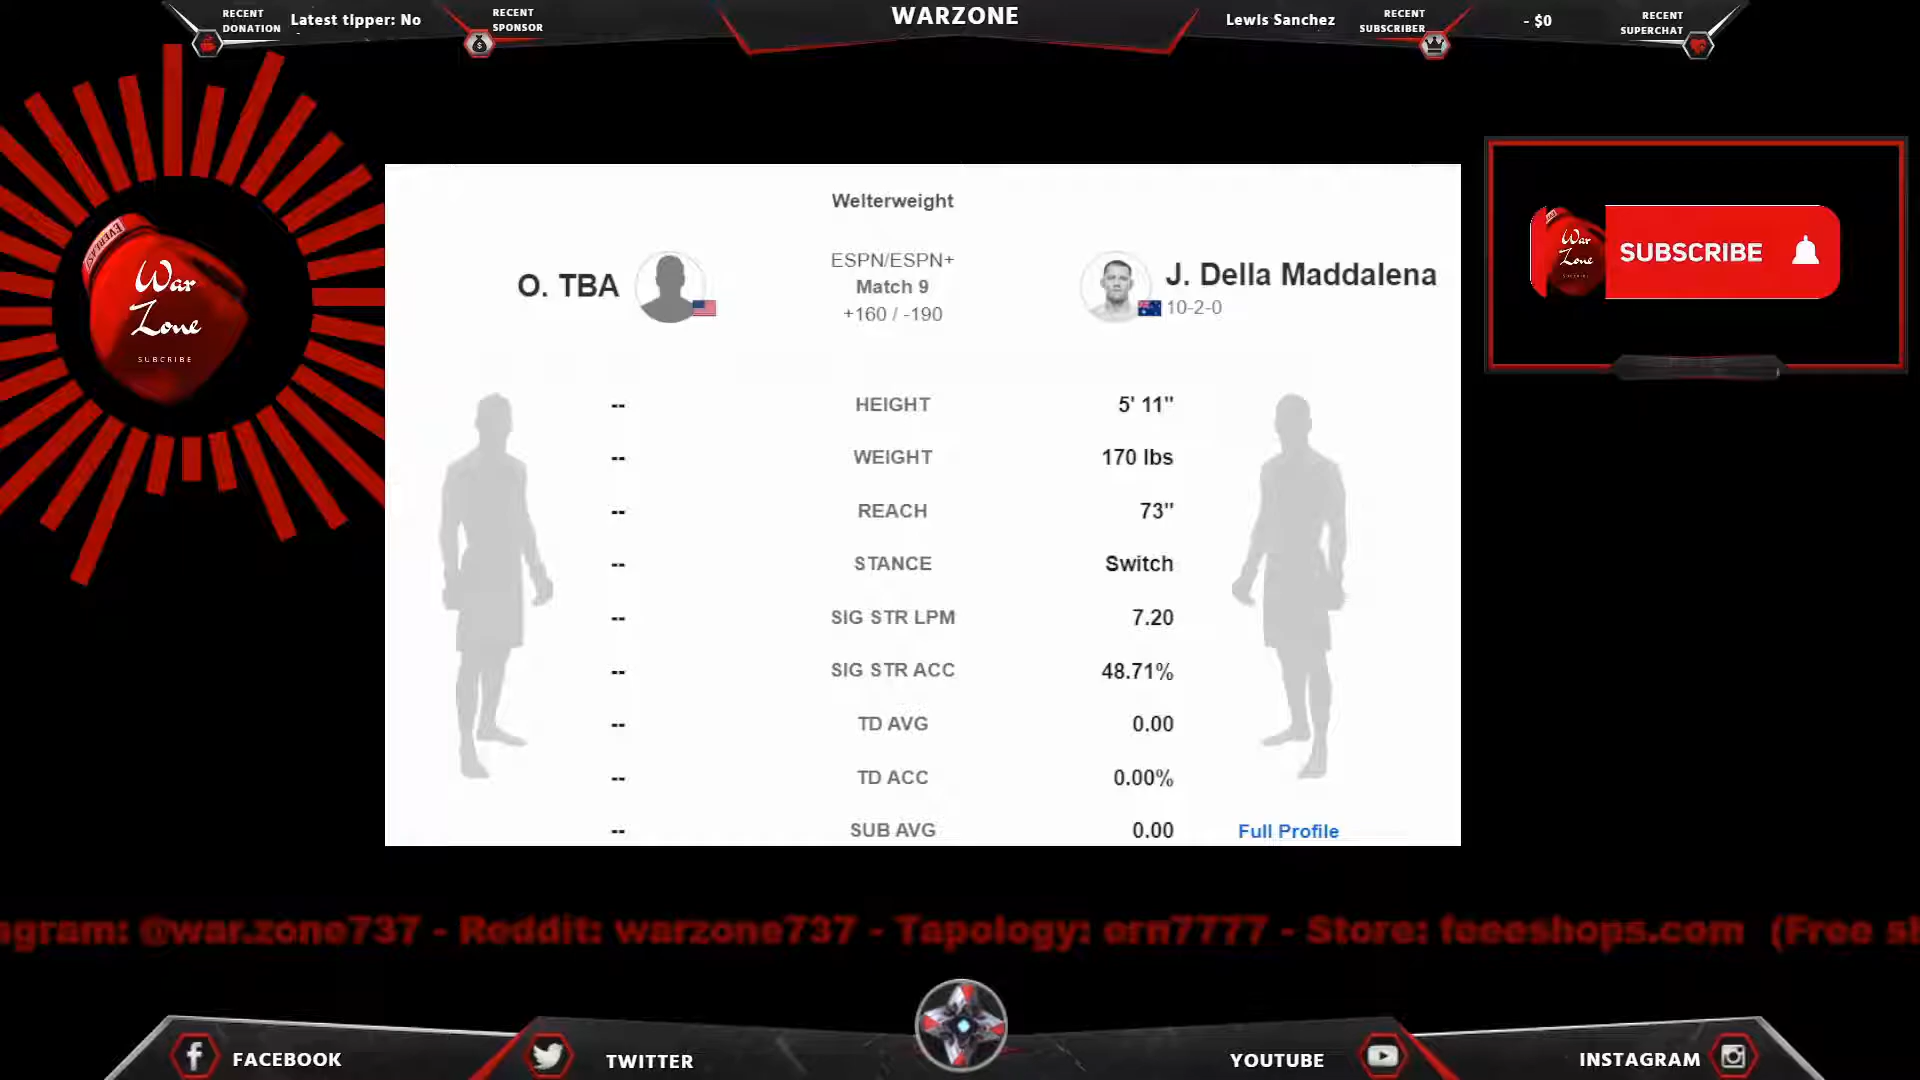 RECENT
DONATION
Latest tipper: No
-
RECENT
SPONSOR
WARZONE
Lewis Sanchez
RECENT
SUBSCRIBER
- $0
RECENT
SUPERCHAT
EVERLAST
War
Zone
SUBCRIBE
War
Zone
SUBSCRIBE
Welterweight
O. TBA
ESPN/ESPN+
Match 9
+160 / -190
J. Della Maddalena
10-2-0
-- HEIGHT 5' 11"
-- WEIGHT 170 lbs
-- REACH 73"
-- STANCE Switch
-- SIG STR LPM 7.20
-- SIG STR ACC 48.71%
-- TD AVG 0.00
-- TD ACC 0.00%
-- SUB AVG 0.00
Full Profile
agram: @war.zone737 - Reddit: warzone737 - Tapology: ern7777 - Store: feeeshops.com (Free sh
FACEBOOK
TWITTER
YOUTUBE
INSTAGRAM